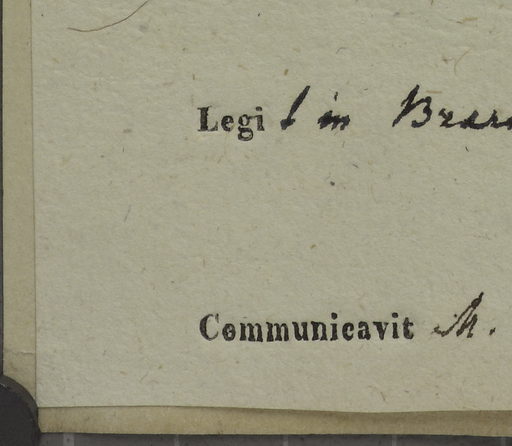 Legi t in
Communicavit M.